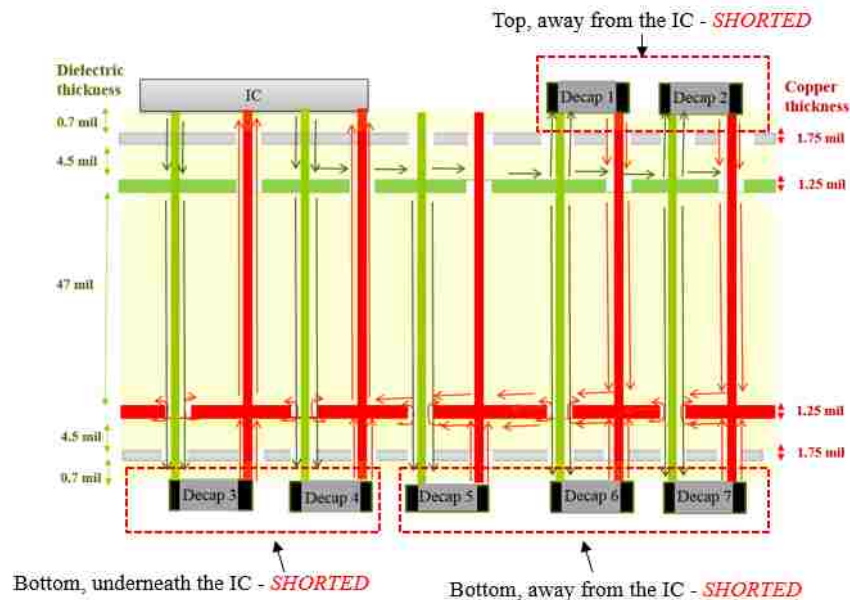 Top, away from the IC - SHORTED
Dielectric
thickness
IC
Decap 1
Decap 2
Copper
thickness
0.7 mil
1.75 mil
4.5 mil
1.25 mil
47 mil
1.25 mil
4.5 mil
1.75 mil
0.7 mil
Decap 3
Decap 4
Decap 5
Decap 6
Decap 7
Bottom, underneath the IC - SHORTED
Bottom, away from the IC - SHORTED